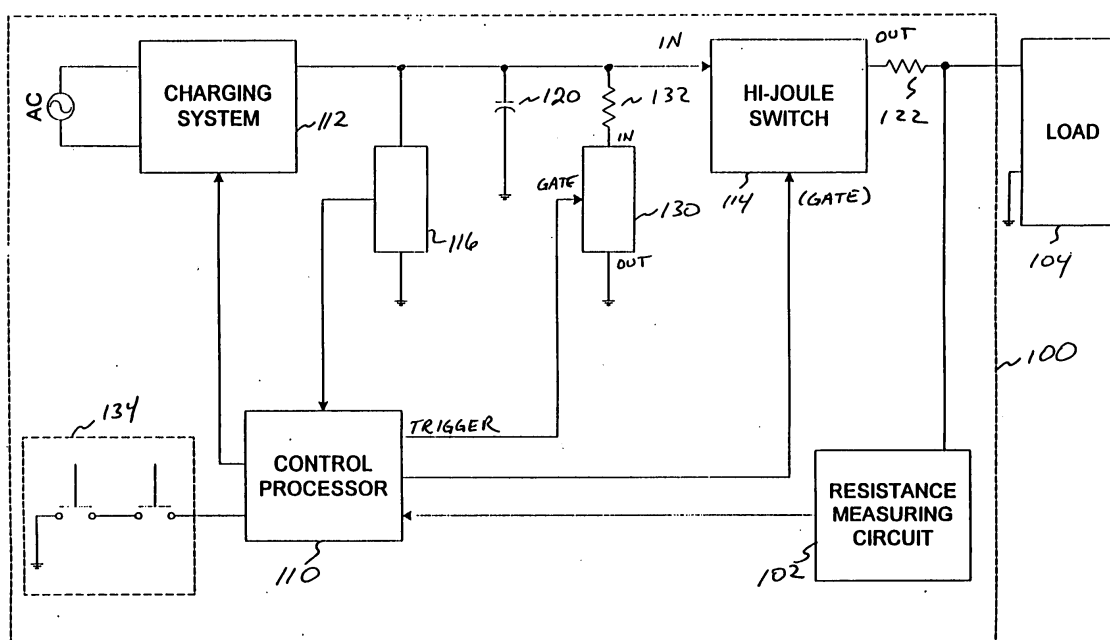 AC
CHARGING
SYSTEM
112
120
132
IN
GATE
130
OUT
116
IN
HI-JOULE
SWITCH
114
OUT
122
(GATE)
LOAD
104
100
134
CONTROL
PROCESSOR
110
TRIGGER
RESISTANCE
MEASURING
CIRCUIT
102